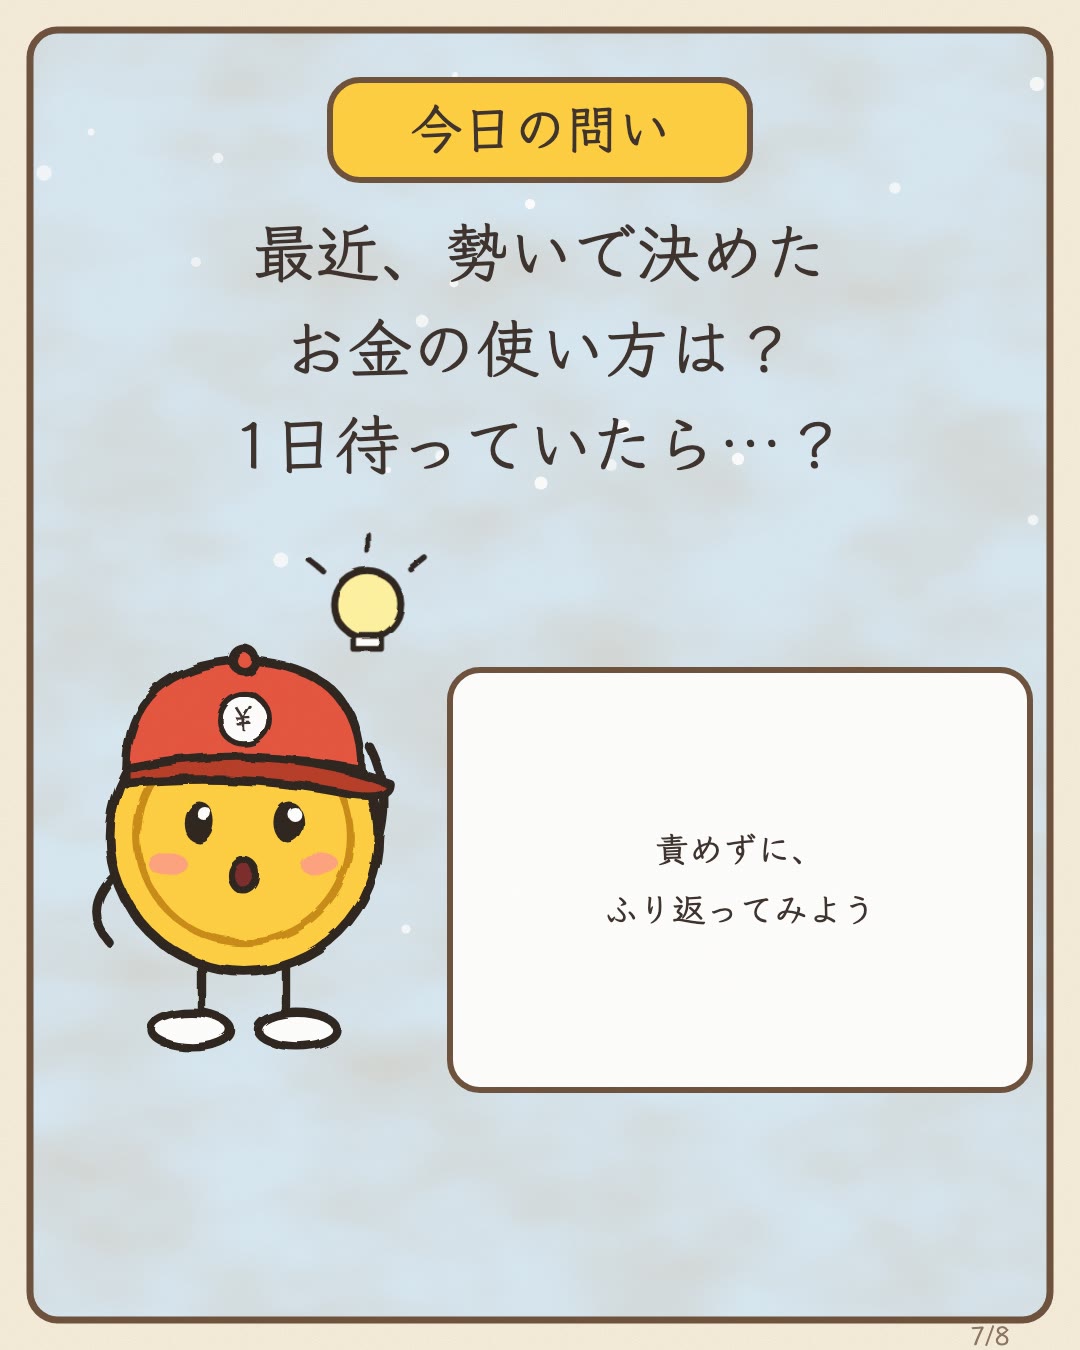 今日の問い
最近、勢いで決めた
お金の使い方は？
1日待っていたら…？
¥
責めずに、
ふり返ってみよう
7/8